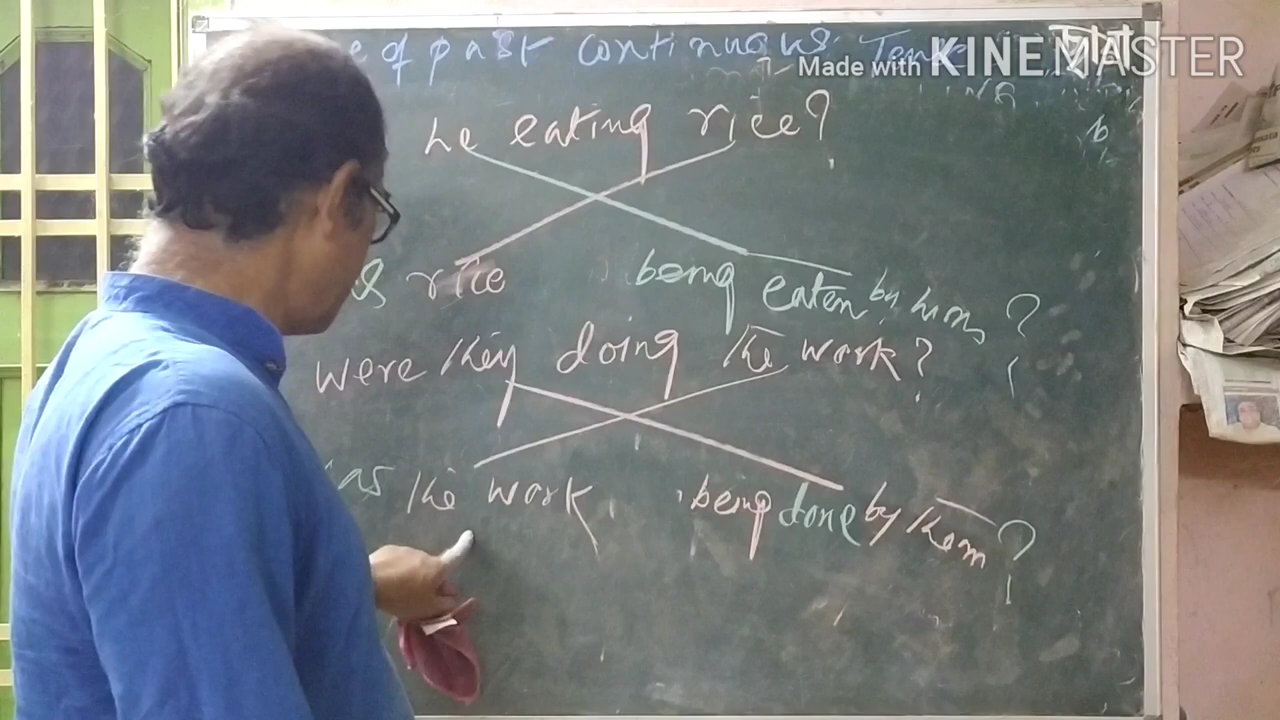 of past continuous Tense
Made with KINEMASTER
he eating rice?
rice being eaten by him?
were they doing the work?
as the work being done by them?